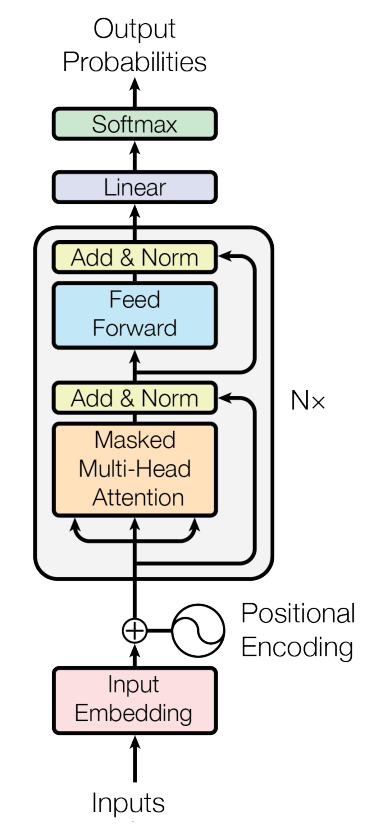 Output
Probabilities
Softmax
Linear
Add & Norm
Feed
Forward
Add & Norm
N×
Masked
Multi-Head
Attention
Positional
Encoding
Input
Embedding
Inputs